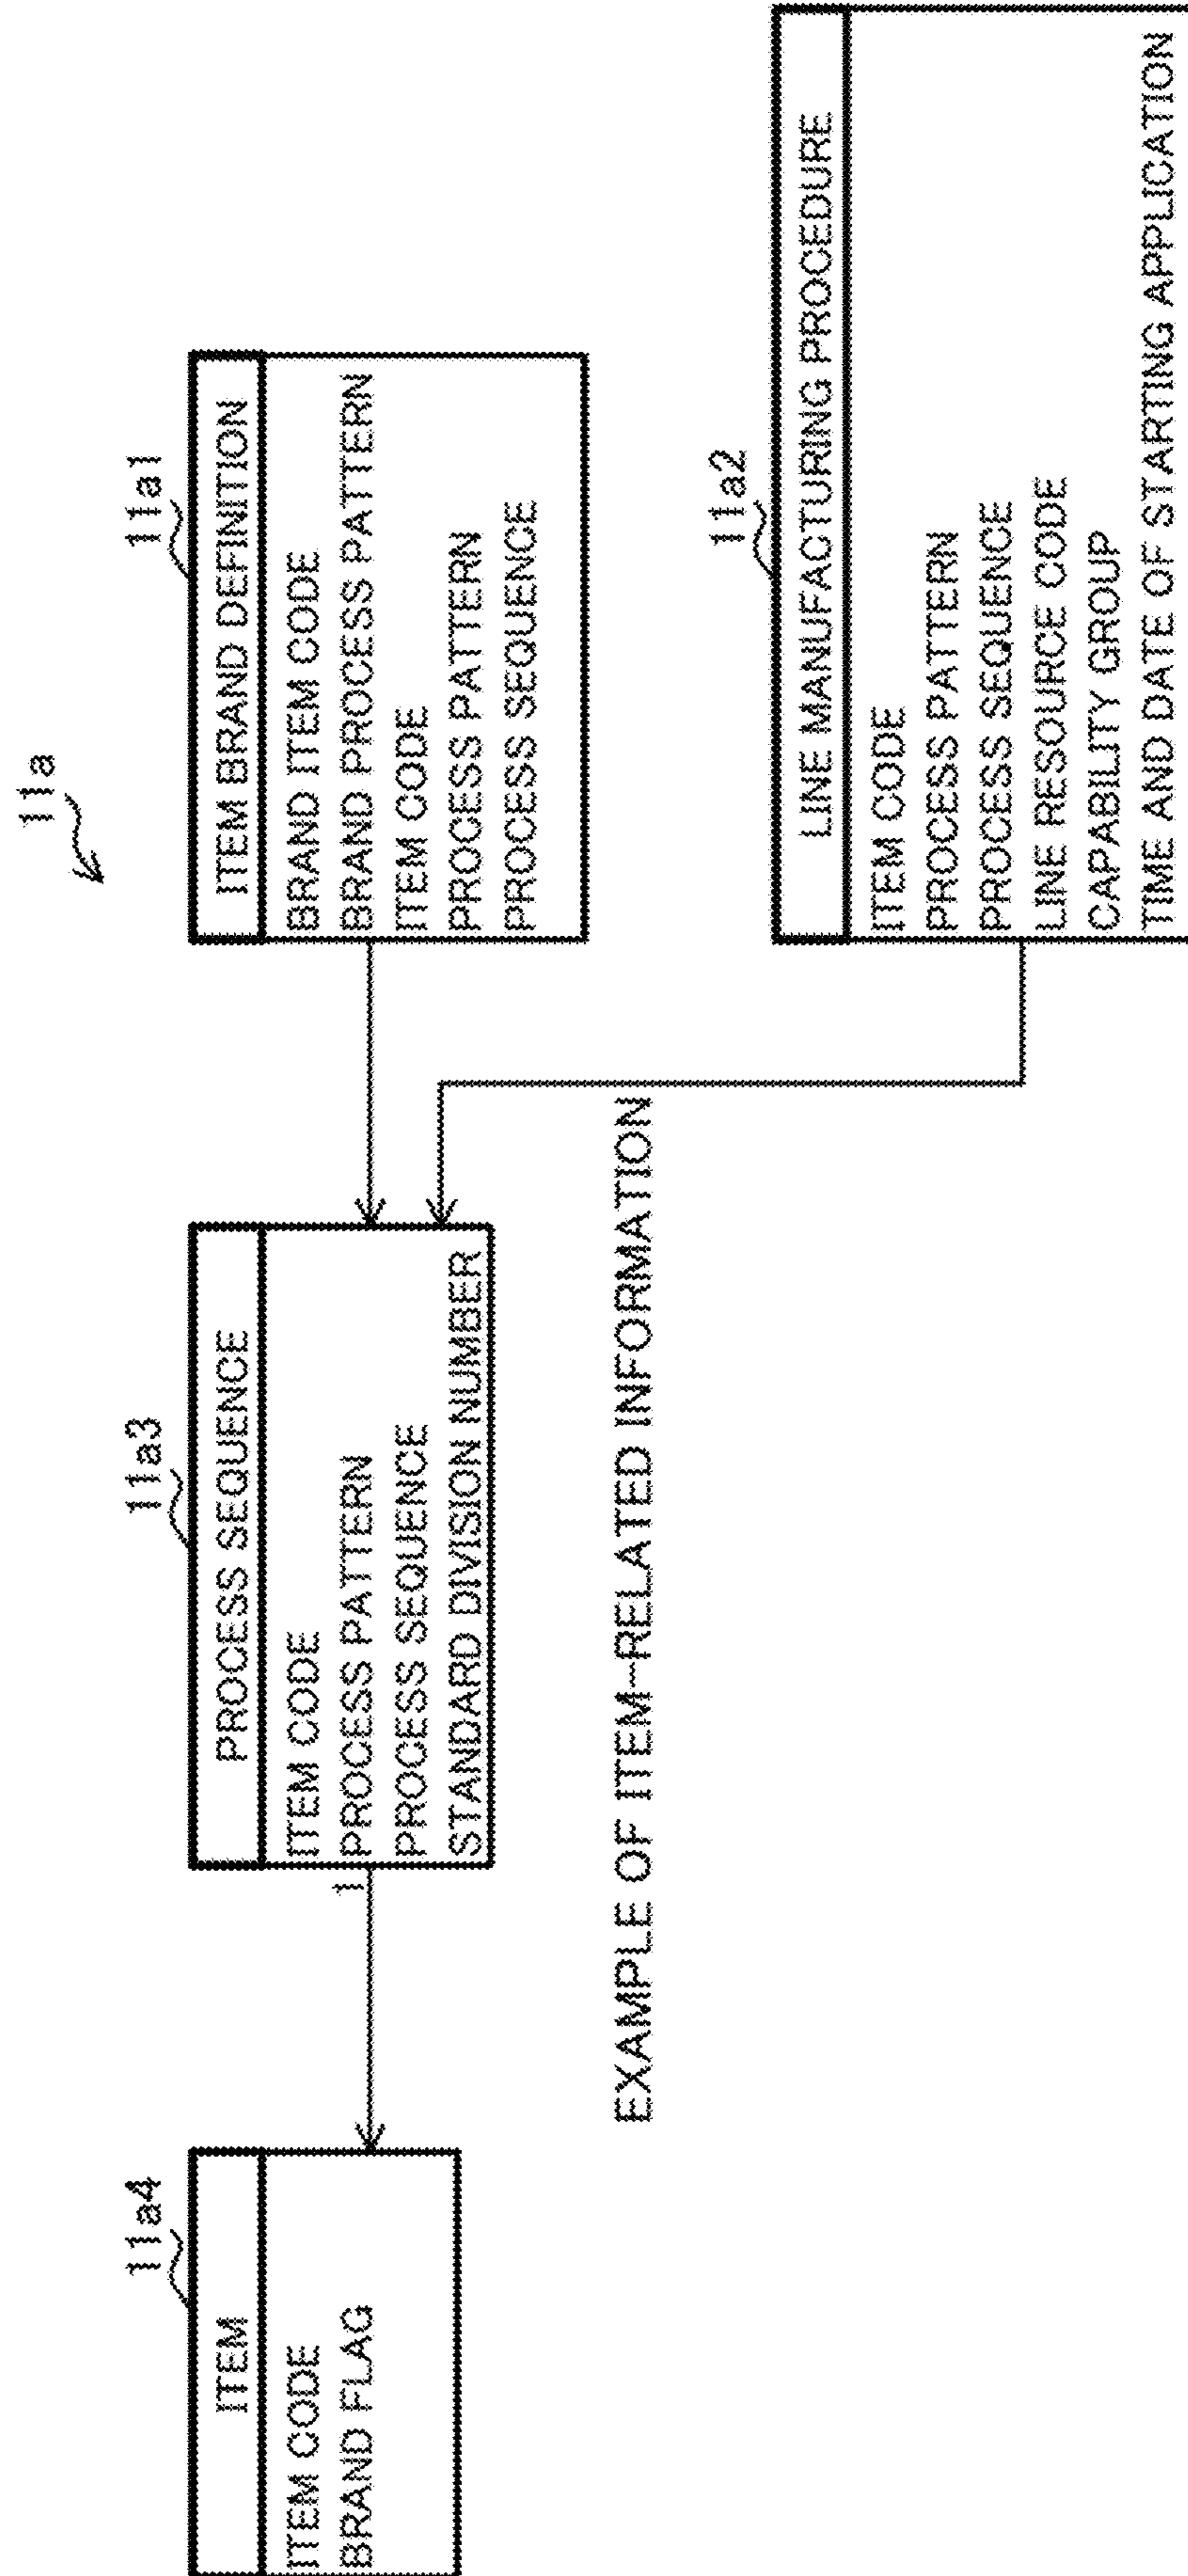 11a
11a4
ITEM
ITEM CODE
BRAND FLAG
11a3
PROCESS SEQUENCE
ITEM CODE
PROCESS PATTERN
PROCESS SEQUENCE
STANDARD DIVISION NUMBER
1
11a1
ITEM BRAND DEFINITION
BRAND ITEM CODE
BRAND PROCESS PATTERN
ITEM CODE
PROCESS PATTERN
PROCESS SEQUENCE
EXAMPLE OF ITEM-RELATED INFORMATION
11a2
LINE MANUFACTURING PROCEDURE
ITEM CODE
PROCESS PATTERN
PROCESS SEQUENCE
LINE RESOURCE CODE
CAPABILITY GROUP
TIME AND DATE OF STARTING APPLICATION